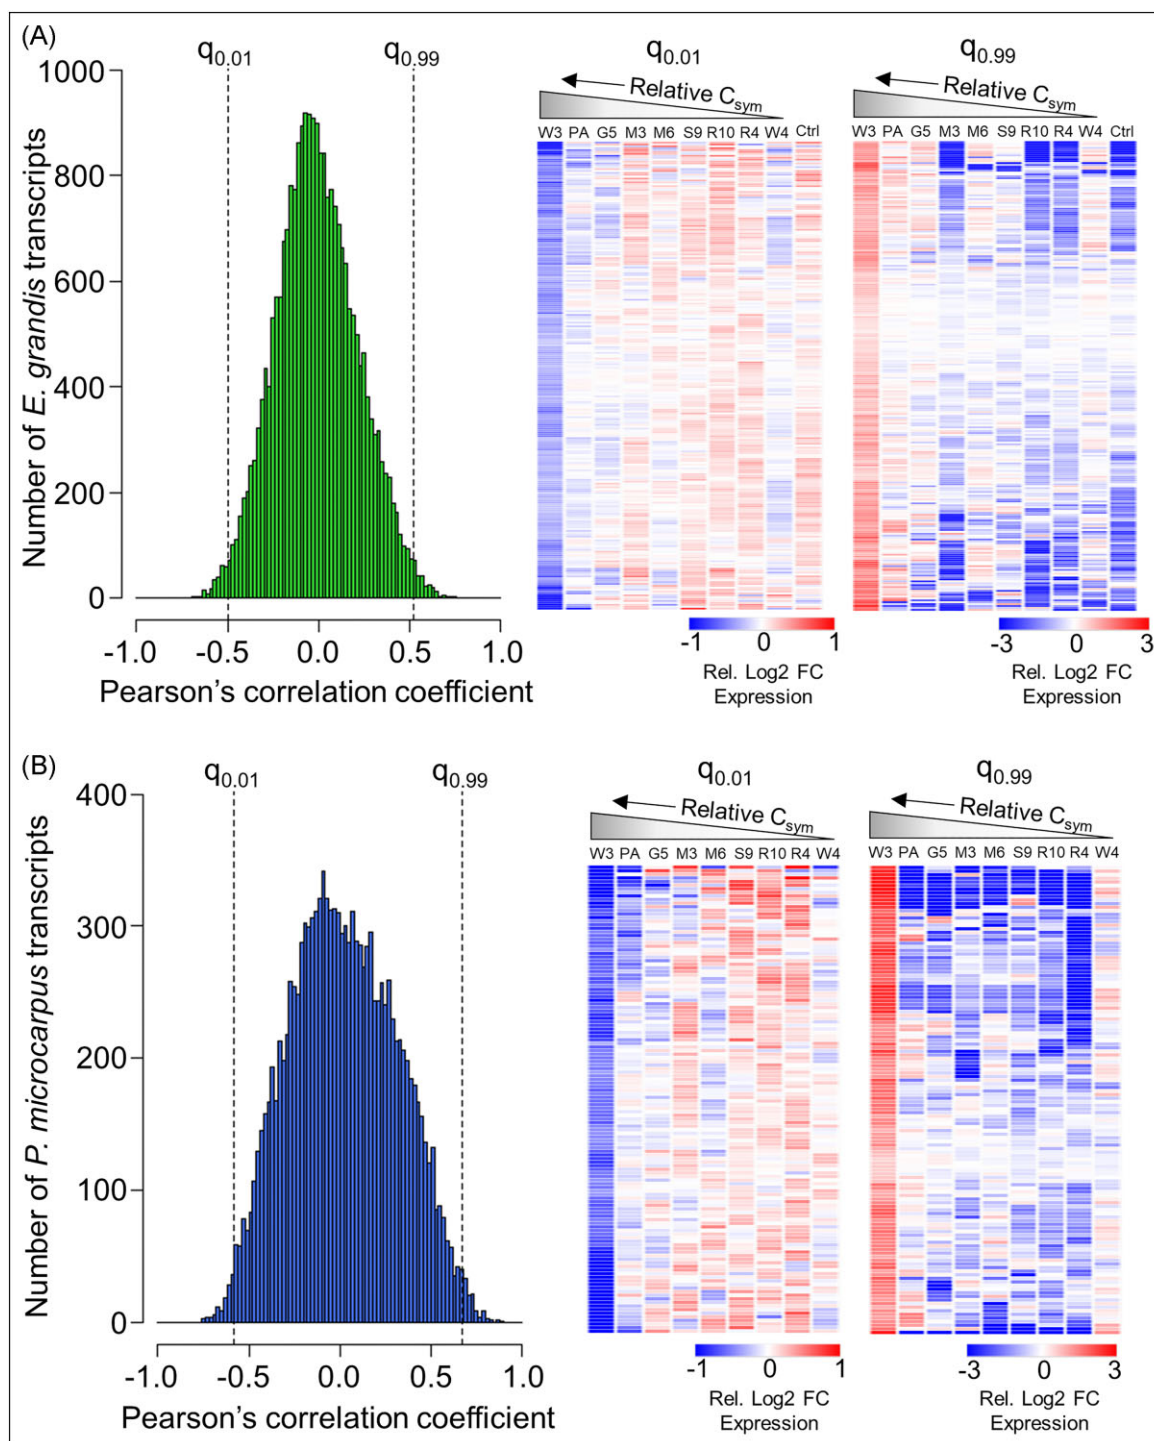 (A)
q0.01
q0.99
Number of E. grandis transcripts
1000
800
600
400
200
0
-1.0 -0.5 0.0 0.5 1.0
Pearson's correlation coefficient
q0.01
Relative Csym
W3 PA G5 M3 M6 S9 R10 R4 W4 Ctrl
-1 0 1
Rel. Log2 FC
Expression
q0.99
Relative Csym
W3 PA G5 M3 M6 S9 R10 R4 W4 Ctrl
-3 0 3
Rel. Log2 FC
Expression
(B)
q0.01
q0.99
Number of P. microcarpus transcripts
400
300
200
100
0
-1.0 -0.5 0.0 0.5 1.0
Pearson's correlation coefficient
q0.01
Relative Csym
W3 PA G5 M3 M6 S9 R10 R4 W4
-1 0 1
Rel. Log2 FC
Expression
q0.99
Relative Csym
W3 PA G5 M3 M6 S9 R10 R4 W4
-3 0 3
Rel. Log2 FC
Expression